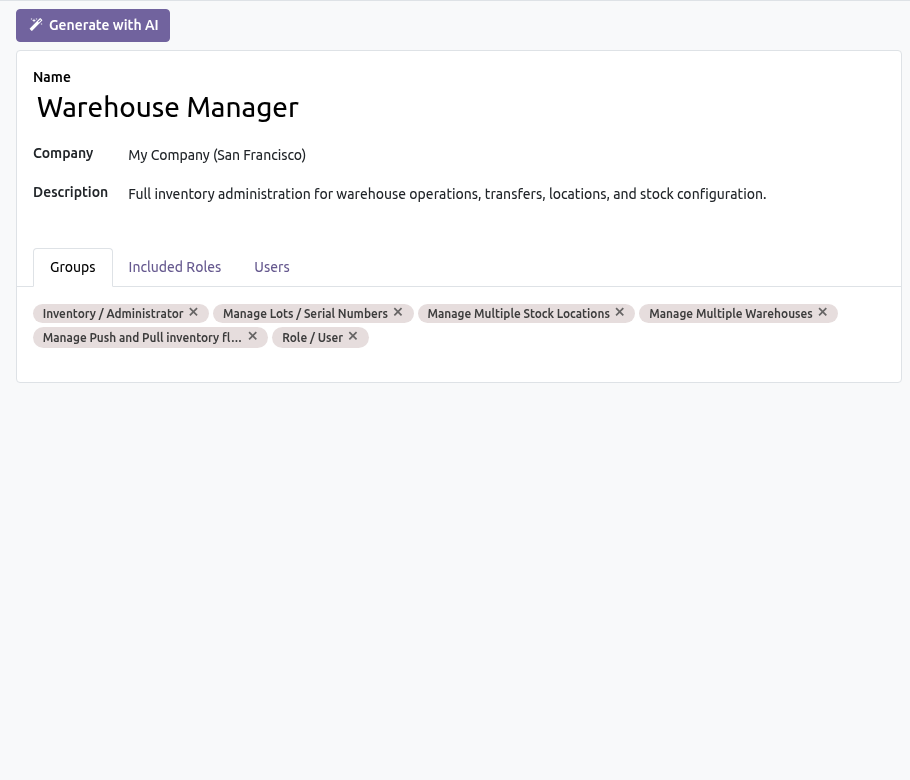 Generate with AI
Name
Warehouse Manager
Company My Company (San Francisco)
Description Full inventory administration for warehouse operations, transfers, locations, and stock configuration.
Groups Included Roles Users
Inventory / Administrator × Manage Lots / Serial Numbers × Manage Multiple Stock Locations × Manage Multiple Warehouses ×
Manage Push and Pull inventory fl... × Role / User ×